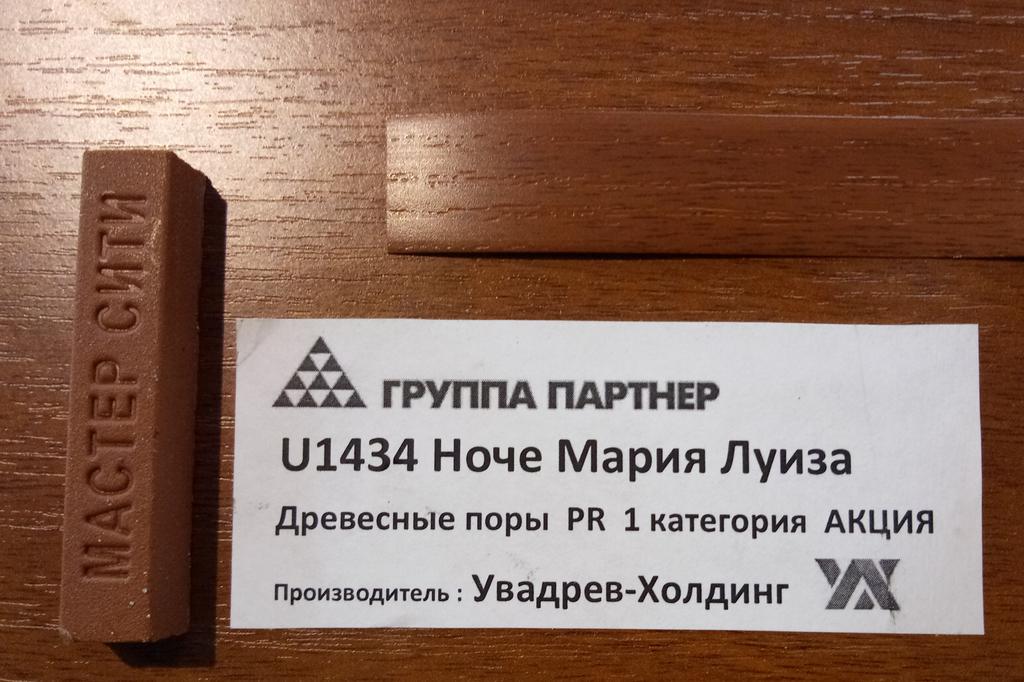 МАСТЕР СИТИ
ГРУППА ПАРТНЕР
U1434 Ноче Мария Луиза
Древесные поры PR 1 категория АКЦИЯ
Производитель : Увадрев-Холдинг